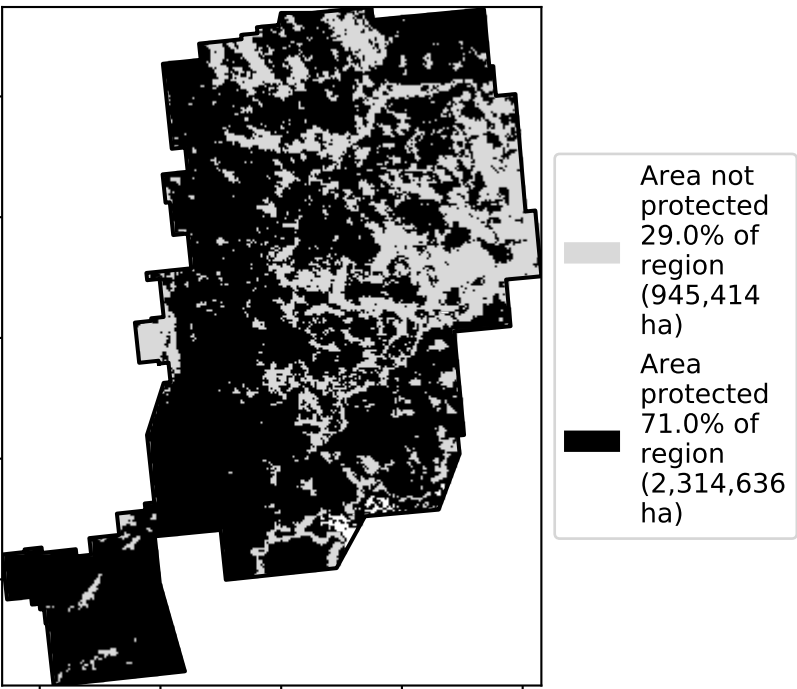 Area not
protected
29.0% of
region
(945,414
ha)
Area
protected
71.0% of
region
(2,314,636
ha)